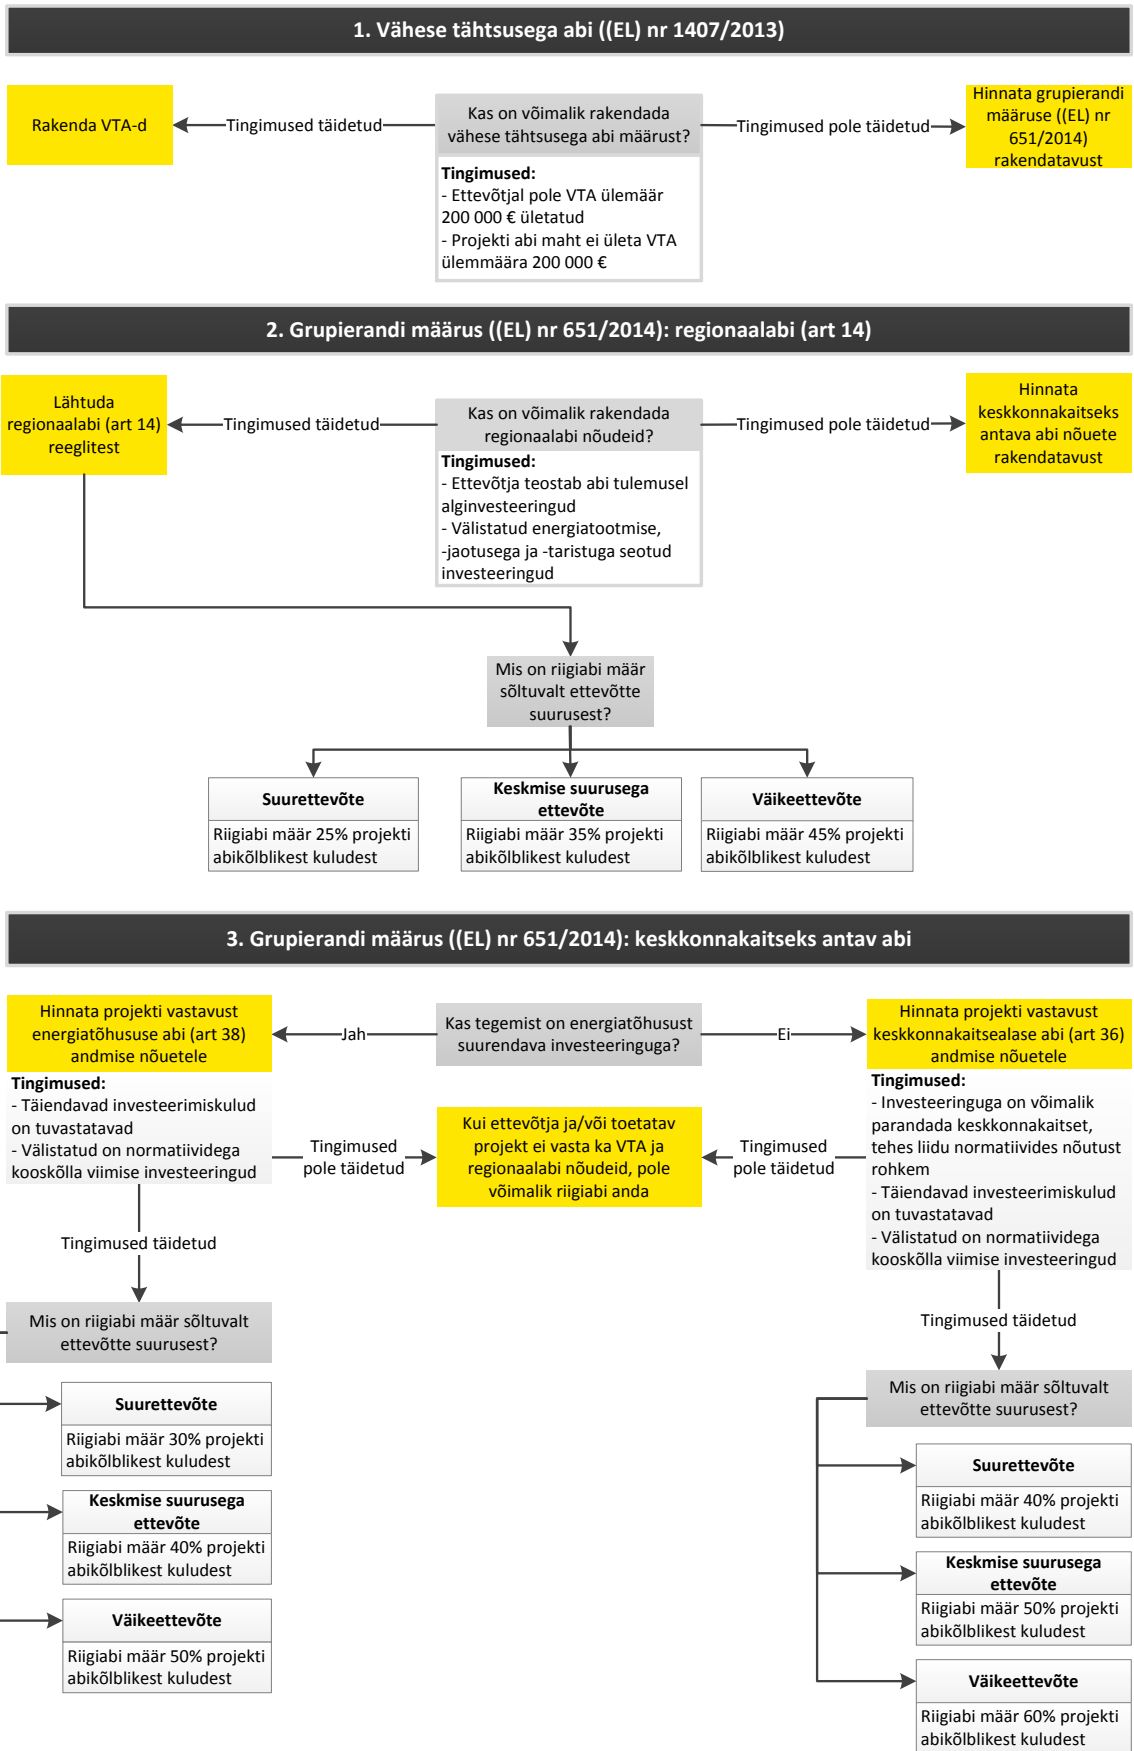 1. Vähese tähtsusega abi ((EL) nr 1407/2013)
Rakenda VTA-d
Tingimused täidetud
Kas on võimalik rakendada
vähese tähtsusega abi määrust?
Tingimused pole täidetud
Hinnata grupierandi
määruse ((EL) nr
651/2014)
rakendatavust
Tingimused:
- Ettevõtjal pole VTA ülemäär
200 000 € ületatud
- Projekti abi maht ei ületa VTA
ülemmäära 200 000 €
2. Grupierandi määrus ((EL) nr 651/2014): regionaalabi (art 14)
Lähtuda
regionaalabi (art 14)
reeglitest
Tingimused täidetud
Kas on võimalik rakendada
regionaalabi nõudeid?
Tingimused pole täidetud
Hinnata
keskkonnakaitseks
antava abi nõuete
rakendatavust
Tingimused:
- Ettevõtja teostab abi tulemusel
alginvesteeringud
- Välistatud energiatootmise,
-jaotusega ja -taristuga seotud
investeeringud
Mis on riigiabi määr
sõltuvalt ettevõtte
suurusest?
Suurettevõte
Riigiabi määr 25% projekti
abikõlblikest kuludest
Keskmise suurusega
ettevõte
Riigiabi määr 35% projekti
abikõlblikest kuludest
Väikeettevõte
Riigiabi määr 45% projekti
abikõlblikest kuludest
3. Grupierandi määrus ((EL) nr 651/2014): keskkonnakaitseks antav abi
Hinnata projekti vastavust
energiatõhususe abi (art 38)
andmise nõuetele
Jah
Kas tegemist on energiatõhusust
suurendava investeeringuga?
Ei
Hinnata projekti vastavust
keskkonnakaitsealase abi (art 36)
andmise nõuetele
Tingimused:
- Täiendavad investeerimiskulud
on tuvastatavad
- Välistatud on normatiividega
kooskõlla viimise investeeringud
Tingimused
pole täidetud
Kui ettevõtja ja/või toetatav
projekt ei vasta ka VTA ja
regionaalabi nõudeid, pole
võimalik riigiabi anda
Tingimused
pole täidetud
Tingimused:
- Investeeringuga on võimalik
parandada keskkonnakaitset,
tehes liidu normatiivides nõutust
rohkem
- Täiendavad investeerimiskulud
on tuvastatavad
- Välistatud on normatiividega
kooskõlla viimise investeeringud
Tingimused täidetud
Mis on riigiabi määr sõltuvalt
ettevõtte suurusest?
Suurettevõte
Riigiabi määr 30% projekti
abikõlblikest kuludest
Keskmise suurusega
ettevõte
Riigiabi määr 40% projekti
abikõlblikest kuludest
Väikeettevõte
Riigiabi määr 50% projekti
abikõlblikest kuludest
Tingimused täidetud
Mis on riigiabi määr sõltuvalt
ettevõtte suurusest?
Suurettevõte
Riigiabi määr 40% projekti
abikõlblikest kuludest
Keskmise suurusega
ettevõte
Riigiabi määr 50% projekti
abikõlblikest kuludest
Väikeettevõte
Riigiabi määr 60% projekti
abikõlblikest kuludest